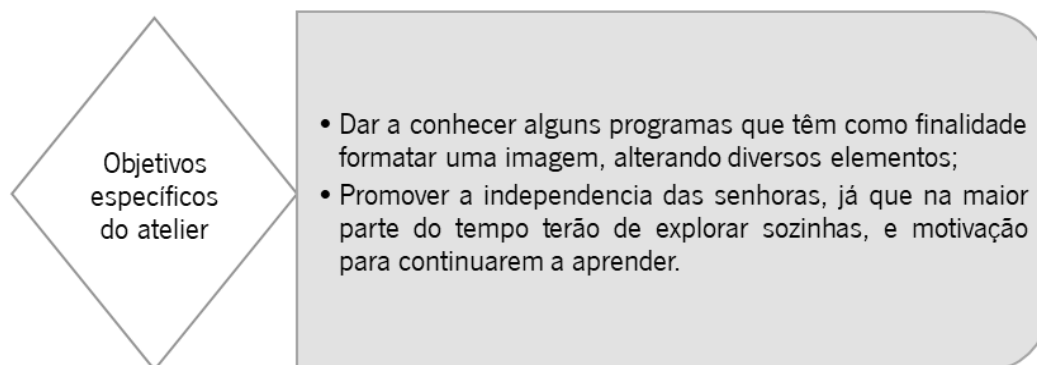 Objetivos
específicos
do atelier
• Dar a conhecer alguns programas que têm como finalidade
formatar uma imagem, alterando diversos elementos;
• Promover a independencia das senhoras, já que na maior
parte do tempo terão de explorar sozinhas, e motivação
para continuarem a aprender.